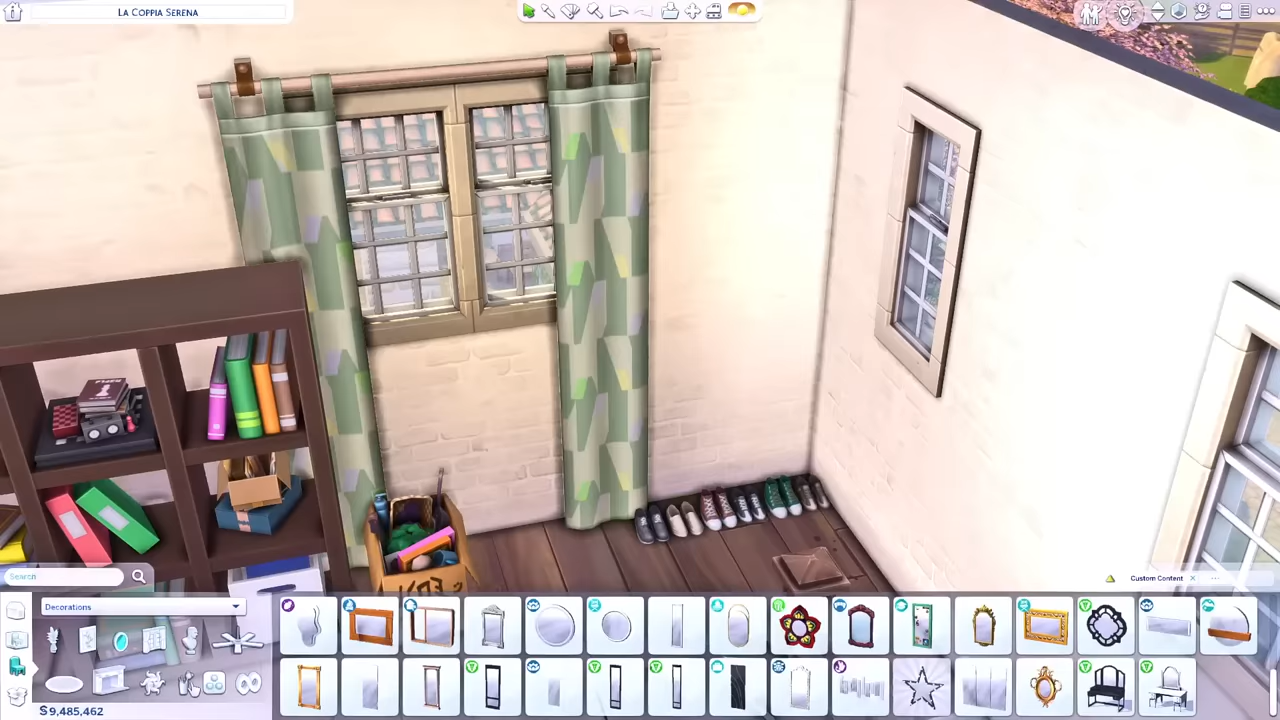 LA COPPIA SERENA
Search
Custom Content
Decorations
$9,485,462